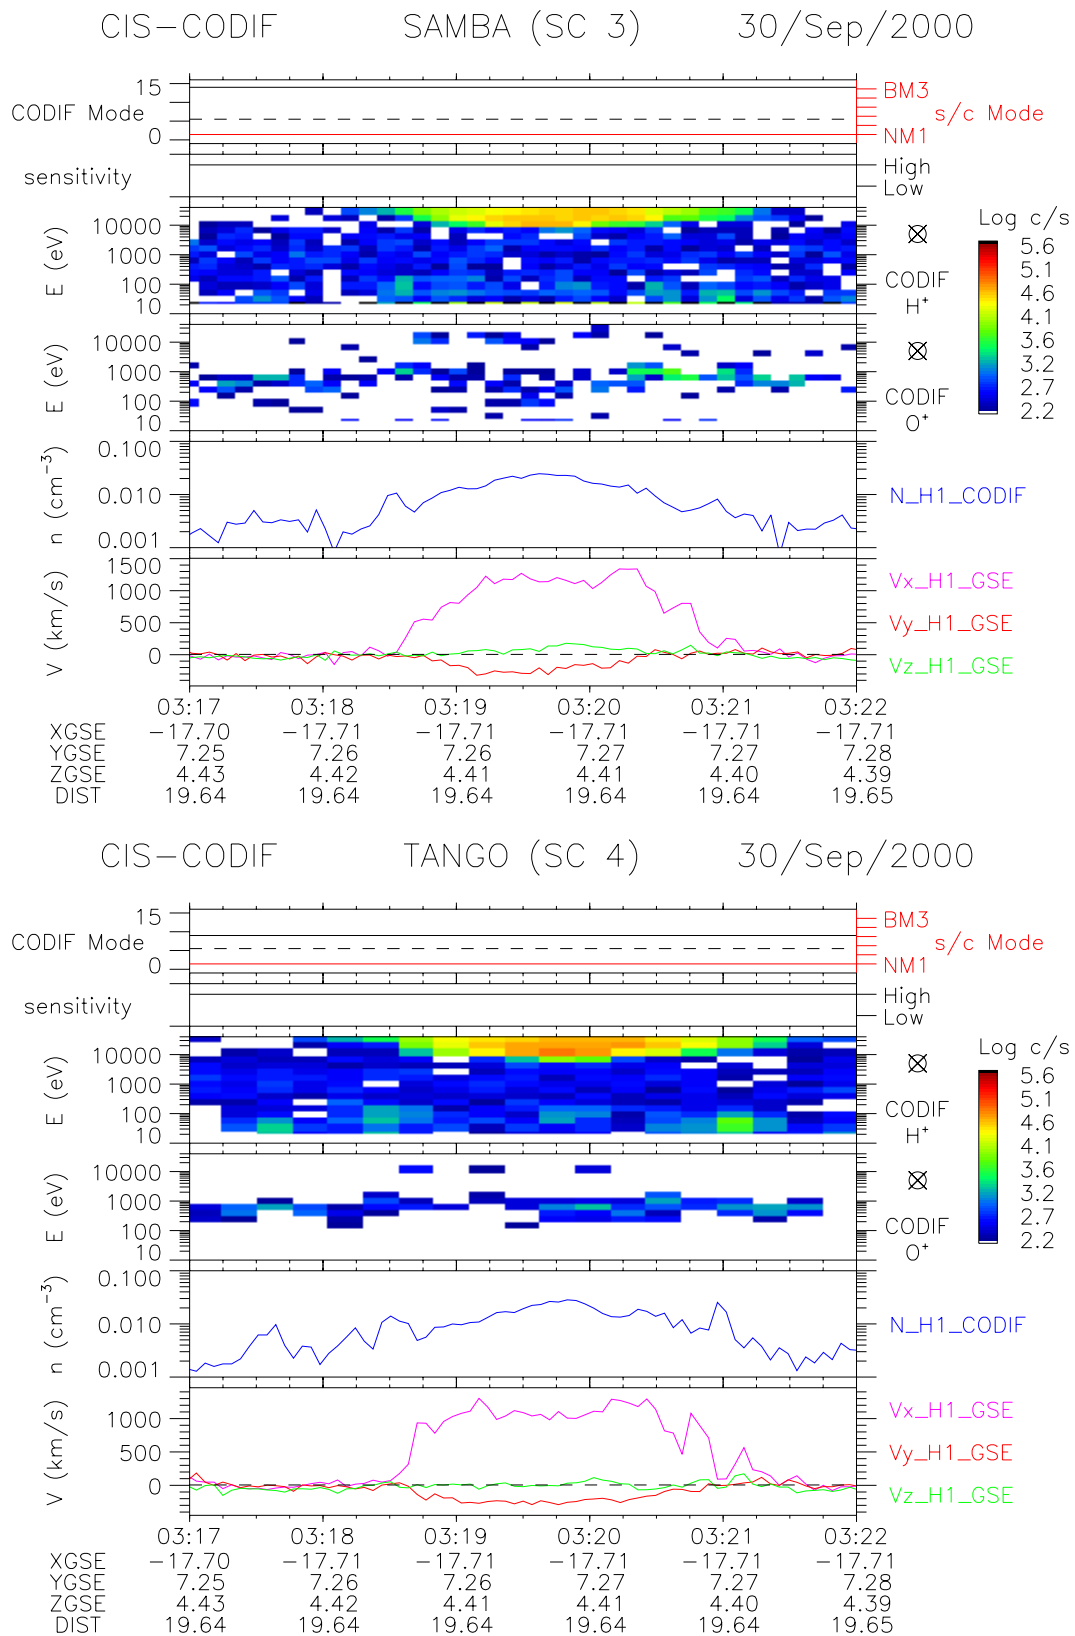 CIS-CODIF SAMBA (SC 3) 30/Sep/2000
15 BM3
CODIF Mode s/c Mode
0 NM1
sensitivity High
Low
Log c/s
E (eV) 10000 1000 100 10 CODIF H+
5.6
5.1
4.6
4.1
3.6
3.2
2.7
2.2
E (eV) 10000 1000 100 10 CODIF O+
n (cm-3) 0.100 0.010 0.001 N_H1_CODIF
V (km/s) 1500 1000 500 0
Vx_H1_GSE
Vy_H1_GSE
Vz_H1_GSE
03:17 03:18 03:19 03:20 03:21 03:22
XGSE -17.70 -17.71 -17.71 -17.71 -17.71 -17.71
YGSE 7.25 7.26 7.26 7.27 7.27 7.28
ZGSE 4.43 4.42 4.41 4.41 4.40 4.39
DIST 19.64 19.64 19.64 19.64 19.64 19.65
CIS-CODIF TANGO (SC 4) 30/Sep/2000
15 BM3
CODIF Mode s/c Mode
0 NM1
sensitivity High
Low
Log c/s
E (eV) 10000 1000 100 10 CODIF H+
5.6
5.1
4.6
4.1
3.6
3.2
2.7
2.2
E (eV) 10000 1000 100 10 CODIF O+
n (cm-3) 0.100 0.010 0.001 N_H1_CODIF
V (km/s) 1000 500 0
Vx_H1_GSE
Vy_H1_GSE
Vz_H1_GSE
03:17 03:18 03:19 03:20 03:21 03:22
XGSE -17.70 -17.71 -17.71 -17.71 -17.71 -17.71
YGSE 7.25 7.26 7.26 7.27 7.27 7.28
ZGSE 4.43 4.42 4.41 4.41 4.40 4.39
DIST 19.64 19.64 19.64 19.64 19.64 19.65